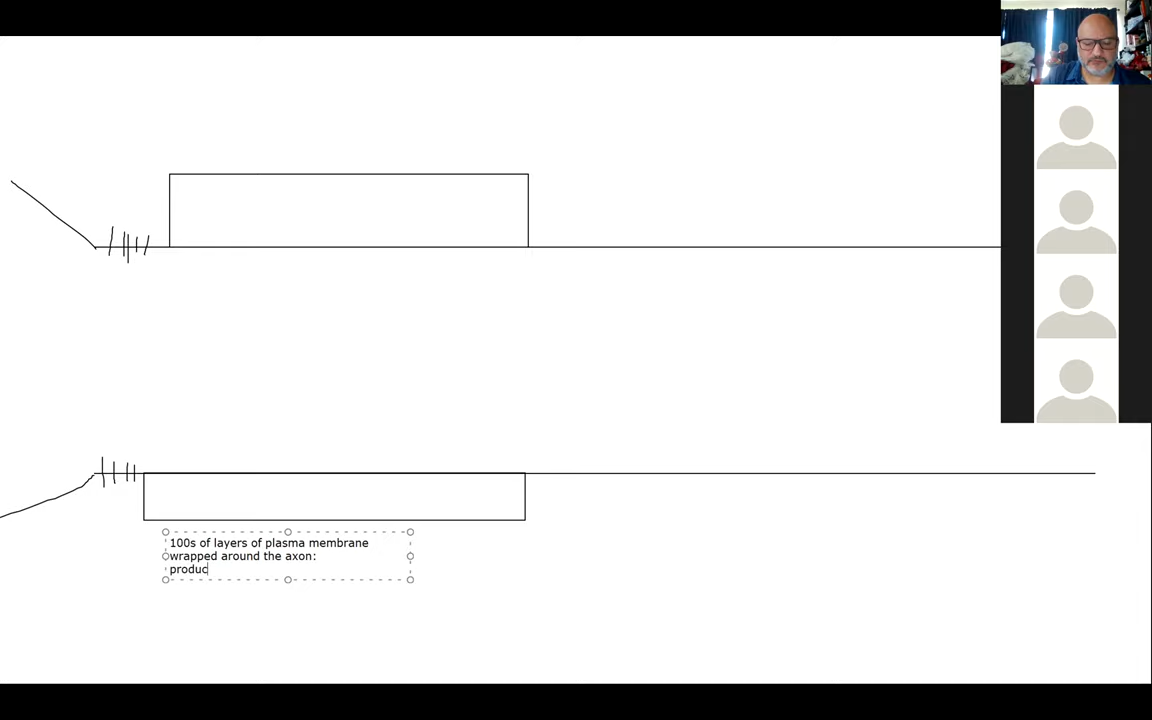 100s of layers of plasma membrane
wrapped around the axon:
produc